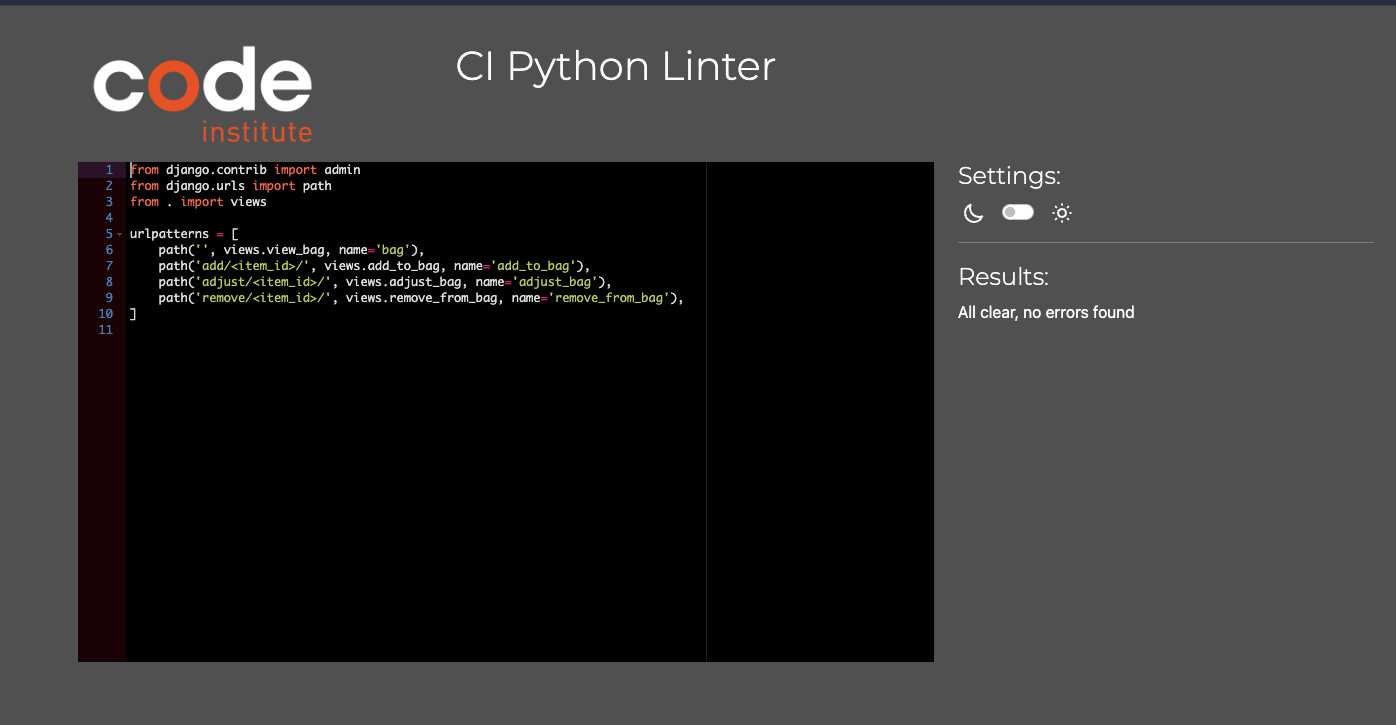 code
institute
CI Python Linter
1 from django.contrib import admin
2 from django.urls import path
3 from . import views
4
5 urlpatterns = [
6     path('', views.view_bag, name='bag'),
7     path('add/<item_id>/', views.add_to_bag, name='add_to_bag'),
8     path('adjust/<item_id>/', views.adjust_bag, name='adjust_bag'),
9     path('remove/<item_id>/', views.remove_from_bag, name='remove_from_bag'),
10 ]
11
Settings:
Results:
All clear, no errors found